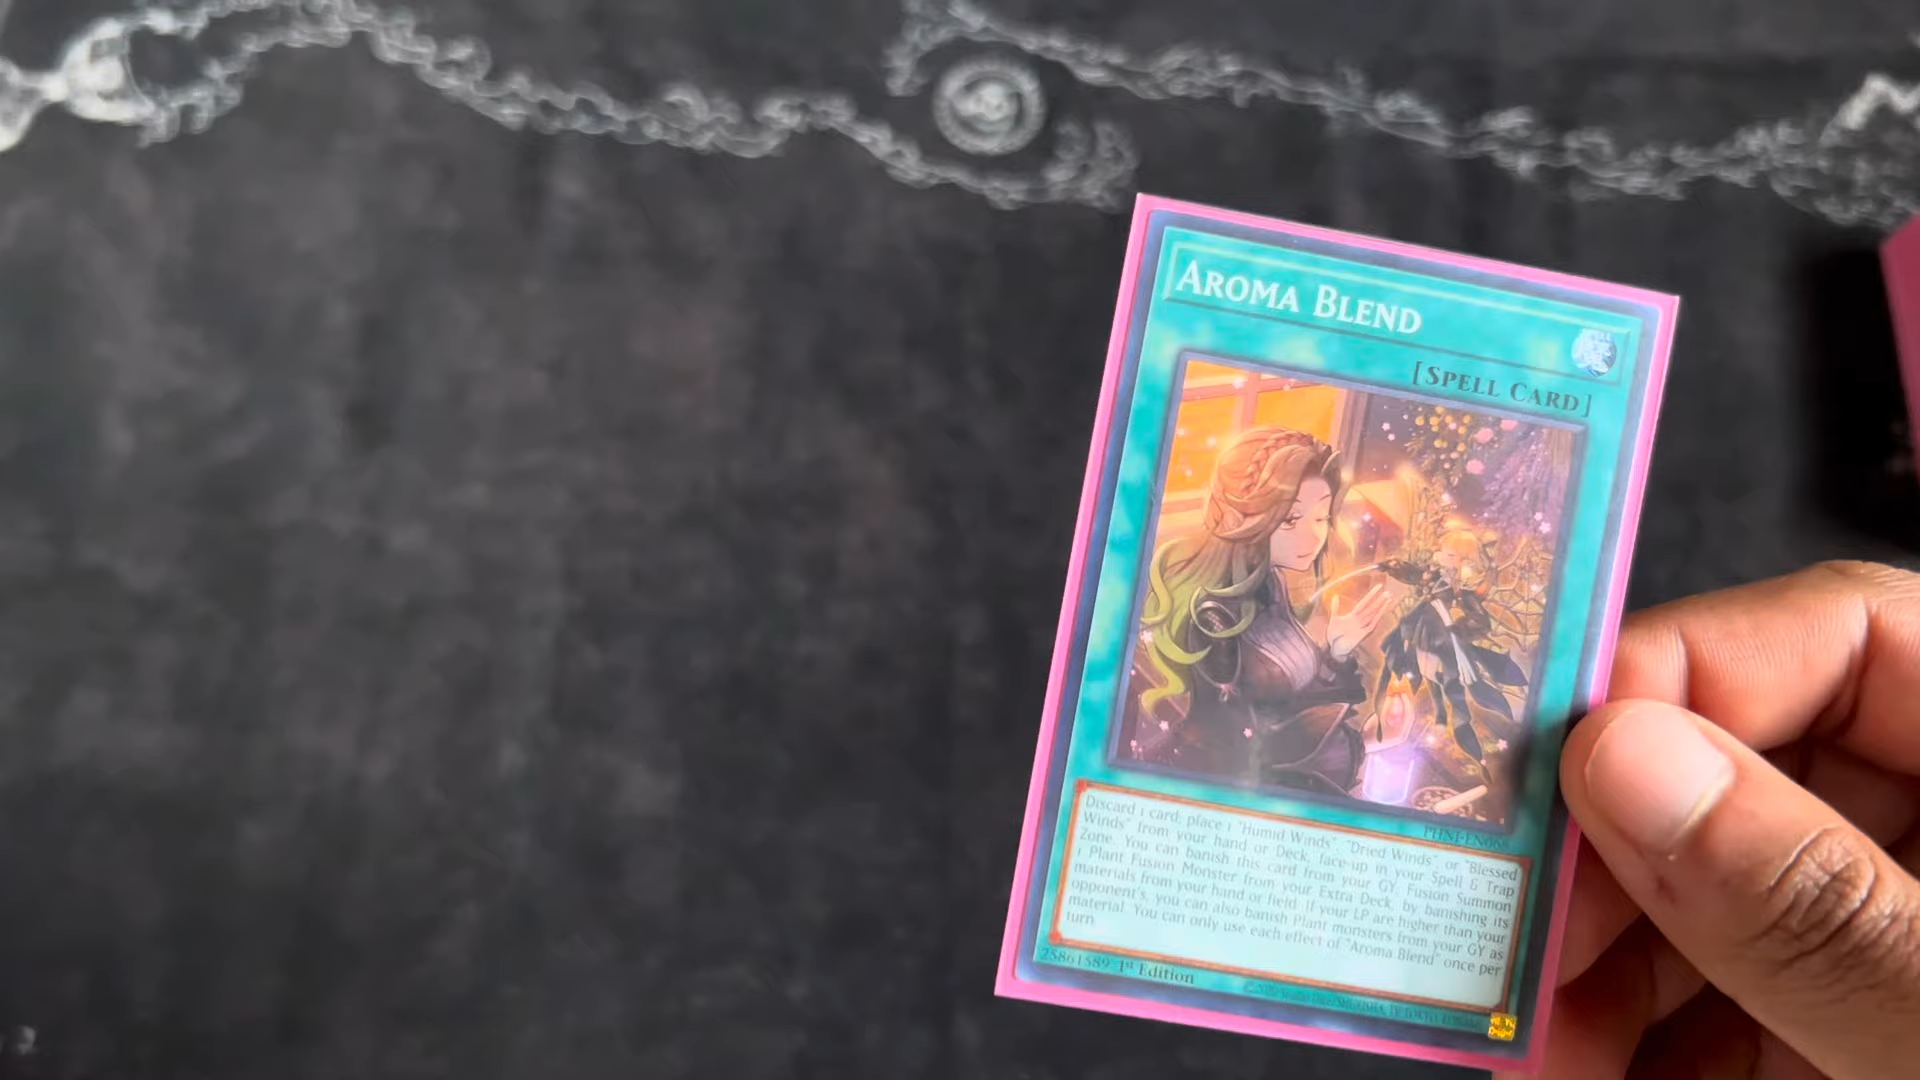 AROMA BLEND
[SPELL CARD]
PHNI-EN068
Discard 1 card; place 1 "Humid Winds", "Dried Winds" or "Blessed
Winds" from your hand or Deck, face-up in your Spell & Trap
Zone. You can banish this card from your GY; Fusion Summon
1 Plant Fusion Monster from your Extra Deck, by banishing its
materials from your hand or field. If your LP are higher than your
opponent's, you can also banish Plant monsters from your GY as
material. You can only use each effect of "Aroma Blend" once per
turn.
25861589 1st Edition